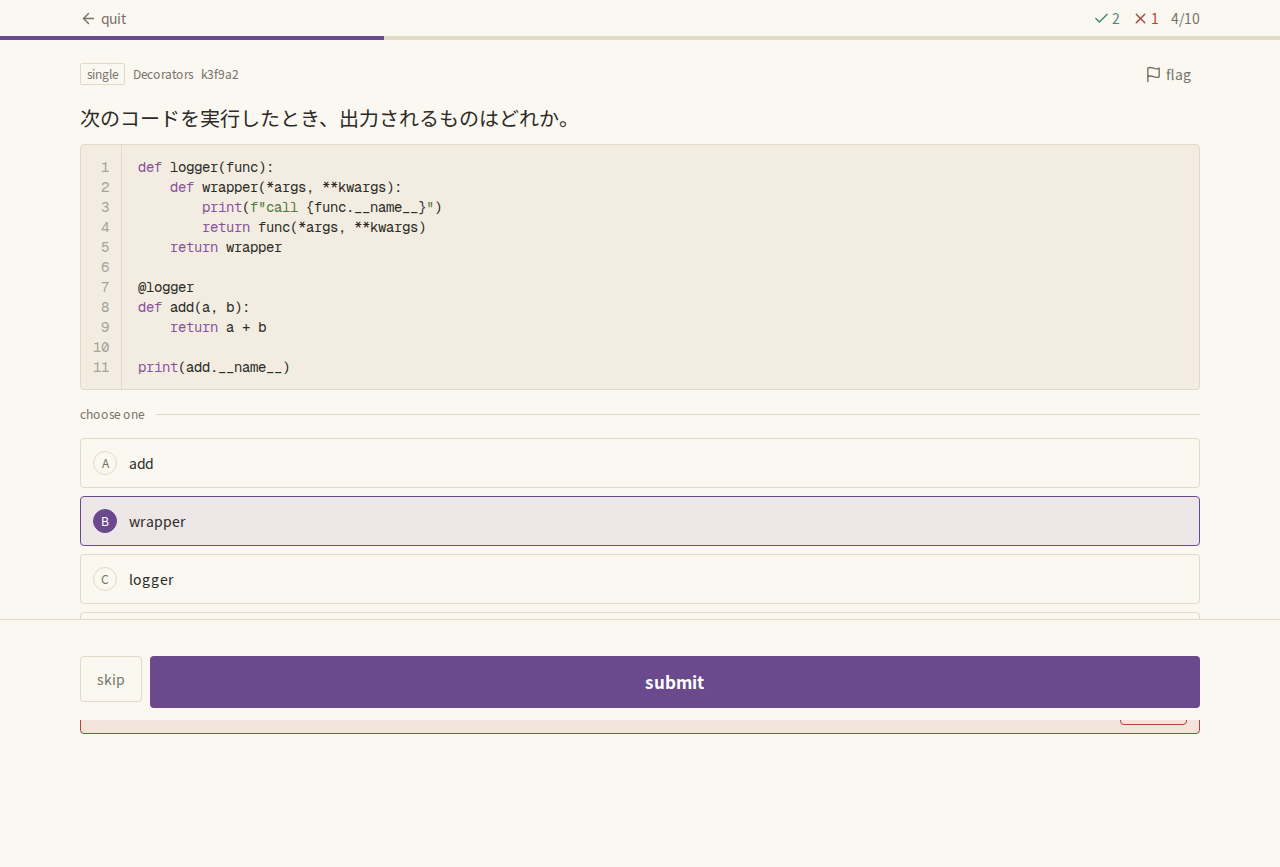 quit
2 1 4/10
single Decorators k3f9a2 flag
次のコードを実行したとき、出力されるものはどれか。
1 def logger(func):
2     def wrapper(*args, **kwargs):
3         print(f"call {func.__name__}")
4         return func(*args, **kwargs)
5     return wrapper
6
7 @logger
8 def add(a, b):
9     return a + b
10
11 print(add.__name__)
choose one
A add
B wrapper
C logger
skip submit